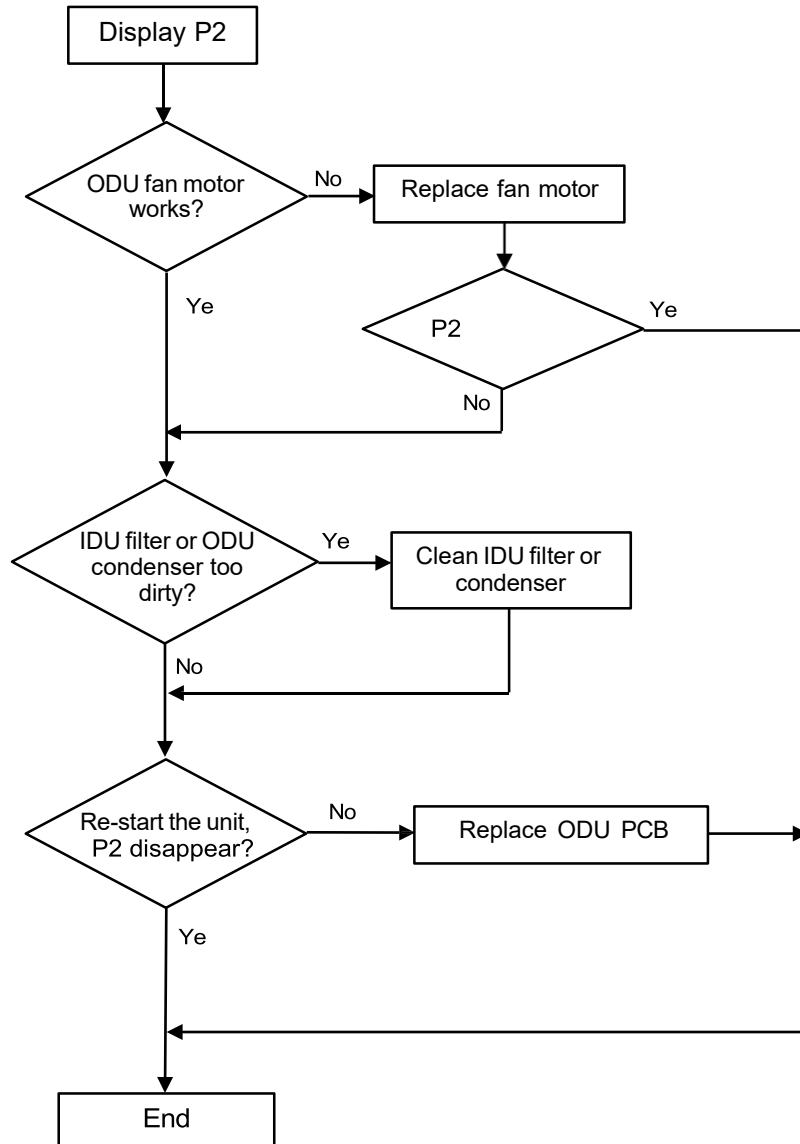 Display P2
ODU fan motor
works?
No
Replace fan motor
Ye
P2
Ye
No
IDU filter or ODU
condenser too
dirty?
Ye
Clean IDU filter or
condenser
No
Re-start the unit,
P2 disappear?
No
Replace ODU PCB
Ye
End